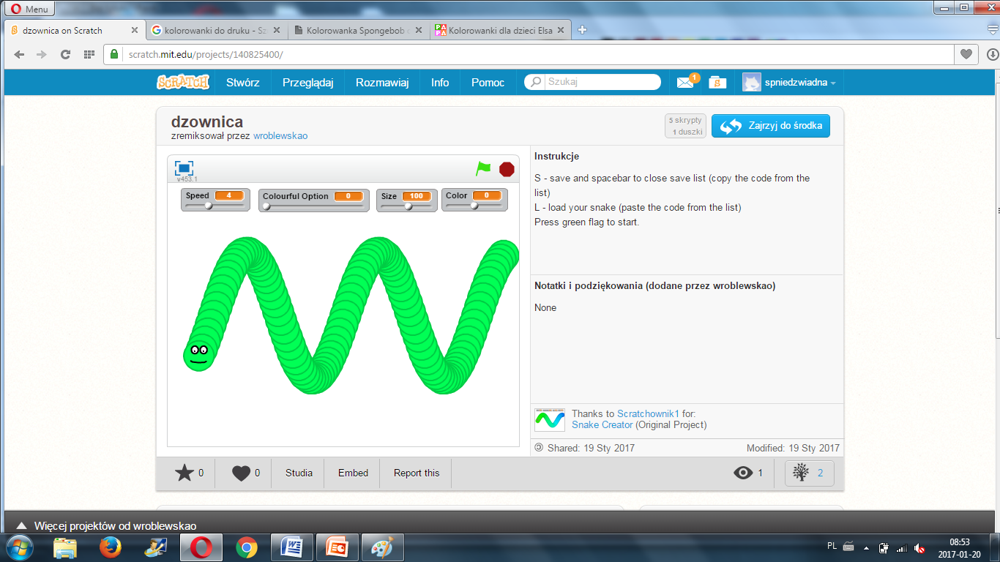 Menu
dzownica on Scratch
kolorowanki do druku - Sz
Kolorowanka Spongebob
Kolorowanki dla dzieci Elsa
scratch.mit.edu/projects/140825400/
SCRATCH
Stwórz
Przeglądaj
Rozmawiaj
Info
Pomoc
Szukaj
1
S
spniedzwiadna
dzownica
zremiksował przez wroblewskao
5 skrypty
1 duszki
Zajrzyj do środka
v453.1
Speed 4
Colourful Option 0
Size 100
Color 0
Instrukcje
S - save and spacebar to close save list (copy the code from the
list)
L - load your snake (paste the code from the list)
Press green flag to start.
Notatki i podziękowania (dodane przez wroblewskao)
None
Thanks to Scratchownik1 for:
Snake Creator (Original Project)
Shared: 19 Sty 2017
Modified: 19 Sty 2017
0
0
Studia
Embed
Report this
1
2
Więcej projektów od wroblewskao
PL
08:53
2017-01-20